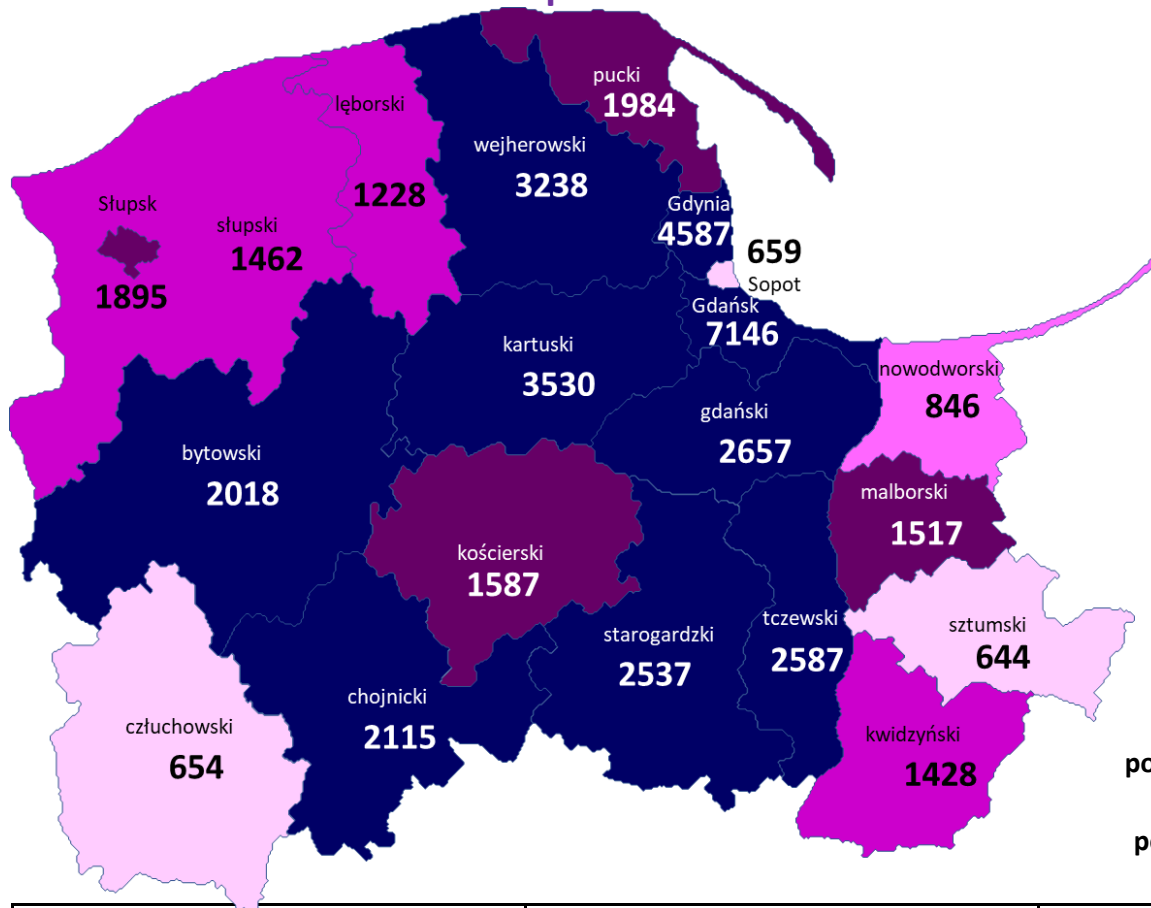 pucki
1984
lęborski
wejherowski
3238
1228
Słupsk
1895
słupski
1462
Gdynia
4587
659
Sopot
Gdańsk
7146
kartuski
3530
nowodworski
846
gdański
2657
bytowski
2018
malborski
1517
kościerski
1587
starogardzki
2537
tczewski
2587
sztumski
644
chojnicki
2115
człuchowski
654
kwidzyński
1428